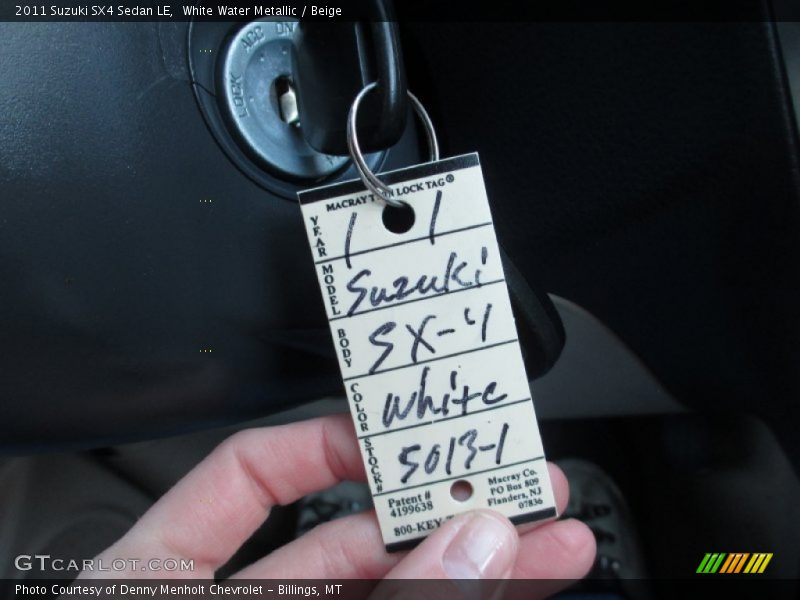 2011 Suzuki SX4 Sedan LE,  White Water Metallic / Beige
LOCK ACC ON
MACRAY LOCK TAG®
YEAR 1 1
MODEL Suzuki
BODY SX-4
COLOR White
STOCK# 5013-1
Patent #
4199638
800-KEY-
Macray Co.
PO Box 809
Flanders, NJ
07836
GTCARLOT.COM
Photo Courtesy of Denny Menholt Chevrolet – Billings, MT